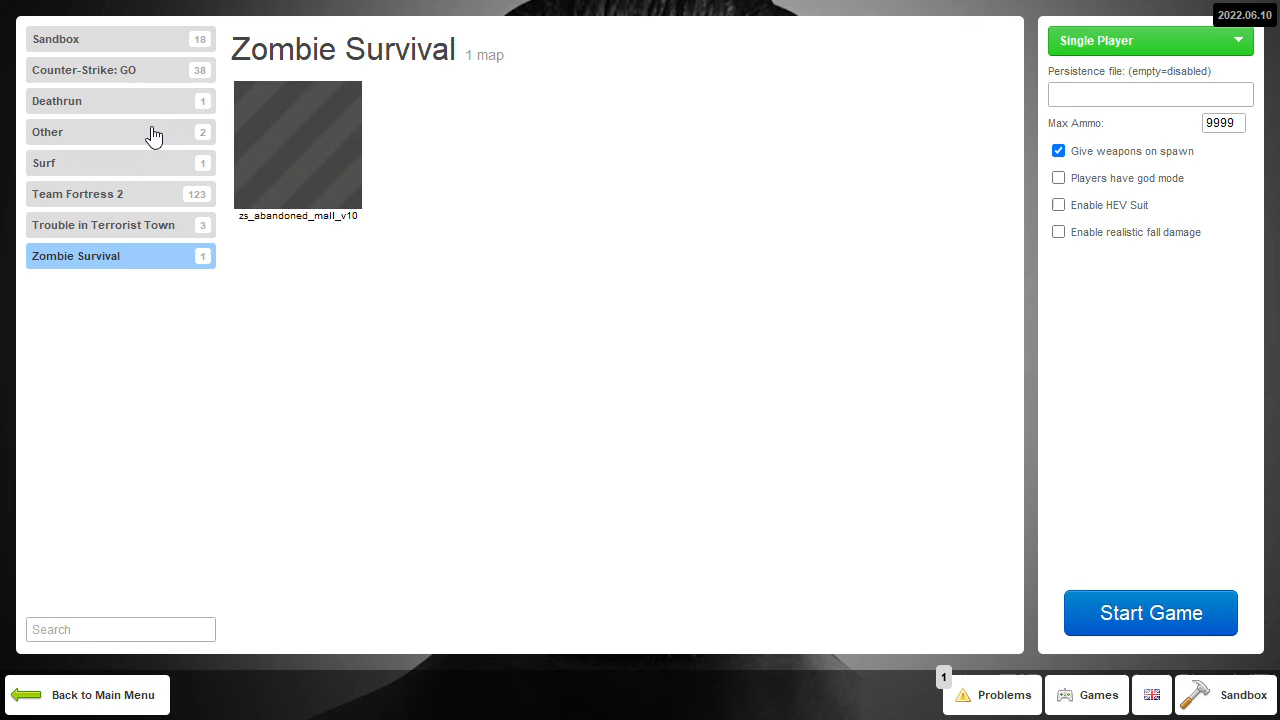 2022.06.10
Sandbox 18
Counter-Strike: GO 38
Deathrun 1
Other 2
Surf 1
Team Fortress 2 123
Trouble in Terrorist Town 3
Zombie Survival 1
Search
Zombie Survival 1 map
zs_abandoned_mall_v10
Single Player
Persistence file: (empty=disabled)
Max Ammo: 9999
Give weapons on spawn
Players have god mode
Enable HEV Suit
Enable realistic fall damage
Start Game
Back to Main Menu
1
Problems
Games
Sandbox